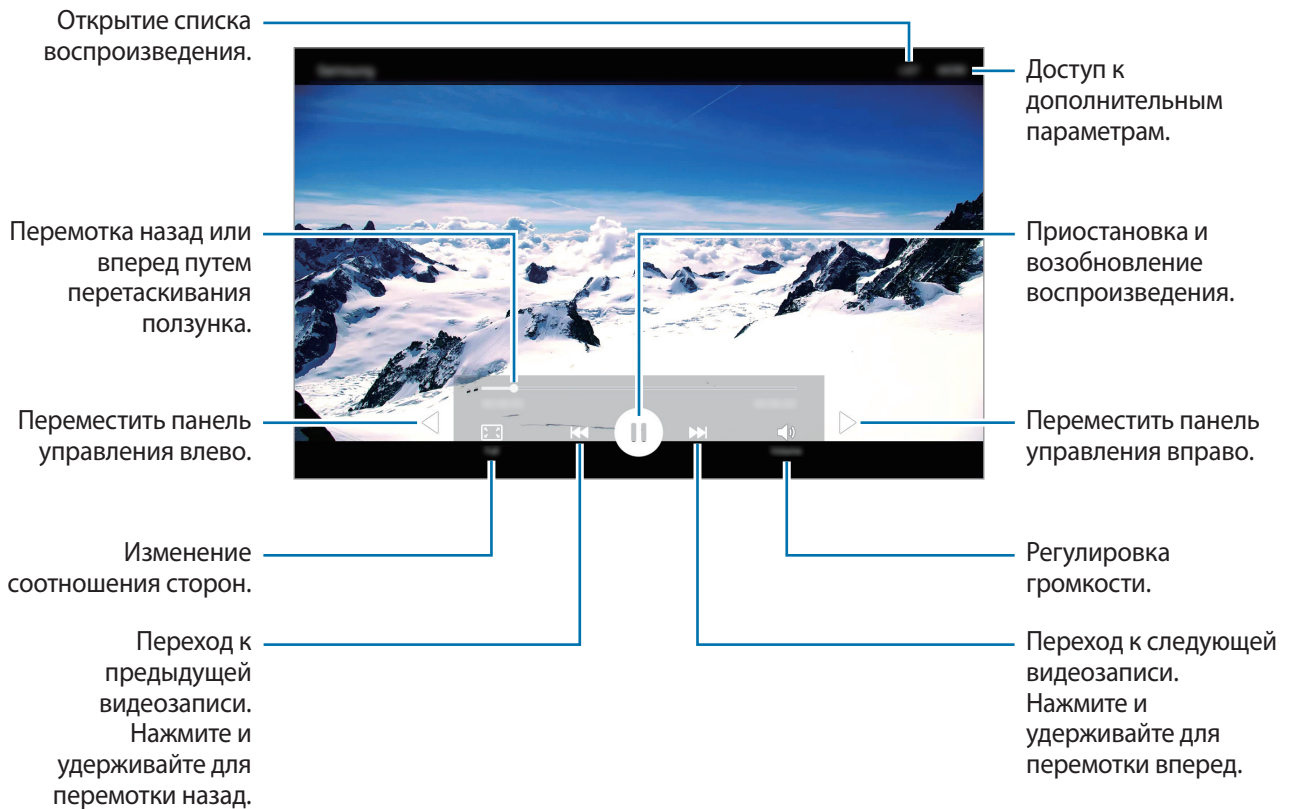 Открытие списка
воспроизведения.
Доступ к
дополнительным
параметрам.
Перемотка назад или
вперед путем
перетаскивания
ползунка.
Приостановка и
возобновление
воспроизведения.
Переместить панель
управления влево.
Переместить панель
управления вправо.
Изменение
соотношения сторон.
Регулировка
громкости.
Переход к
предыдущей
видеозаписи.
Нажмите и
удерживайте для
перемотки назад.
Переход к следующей
видеозаписи.
Нажмите и
удерживайте для
перемотки вперед.